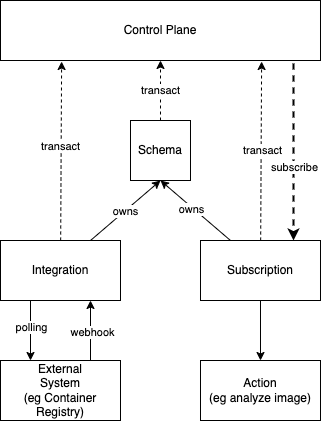 Control Plane
transact
Schema
transact
transact
subscribe
owns
owns
Integration
Subscription
polling
webhook
External
System
(eg Container
Registry)
Action
(eg analyze image)